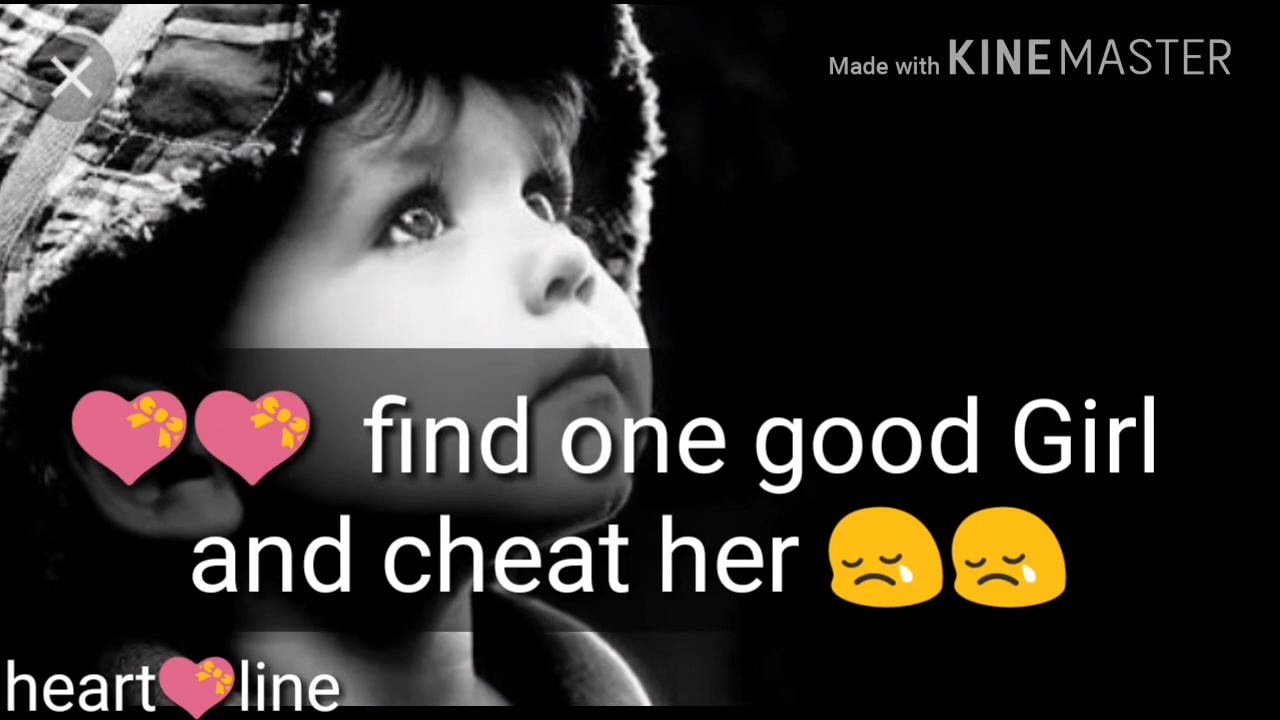 Made with KINEMASTER
💝💝 find one good Girl
and cheat her 😢😢
heart💝line